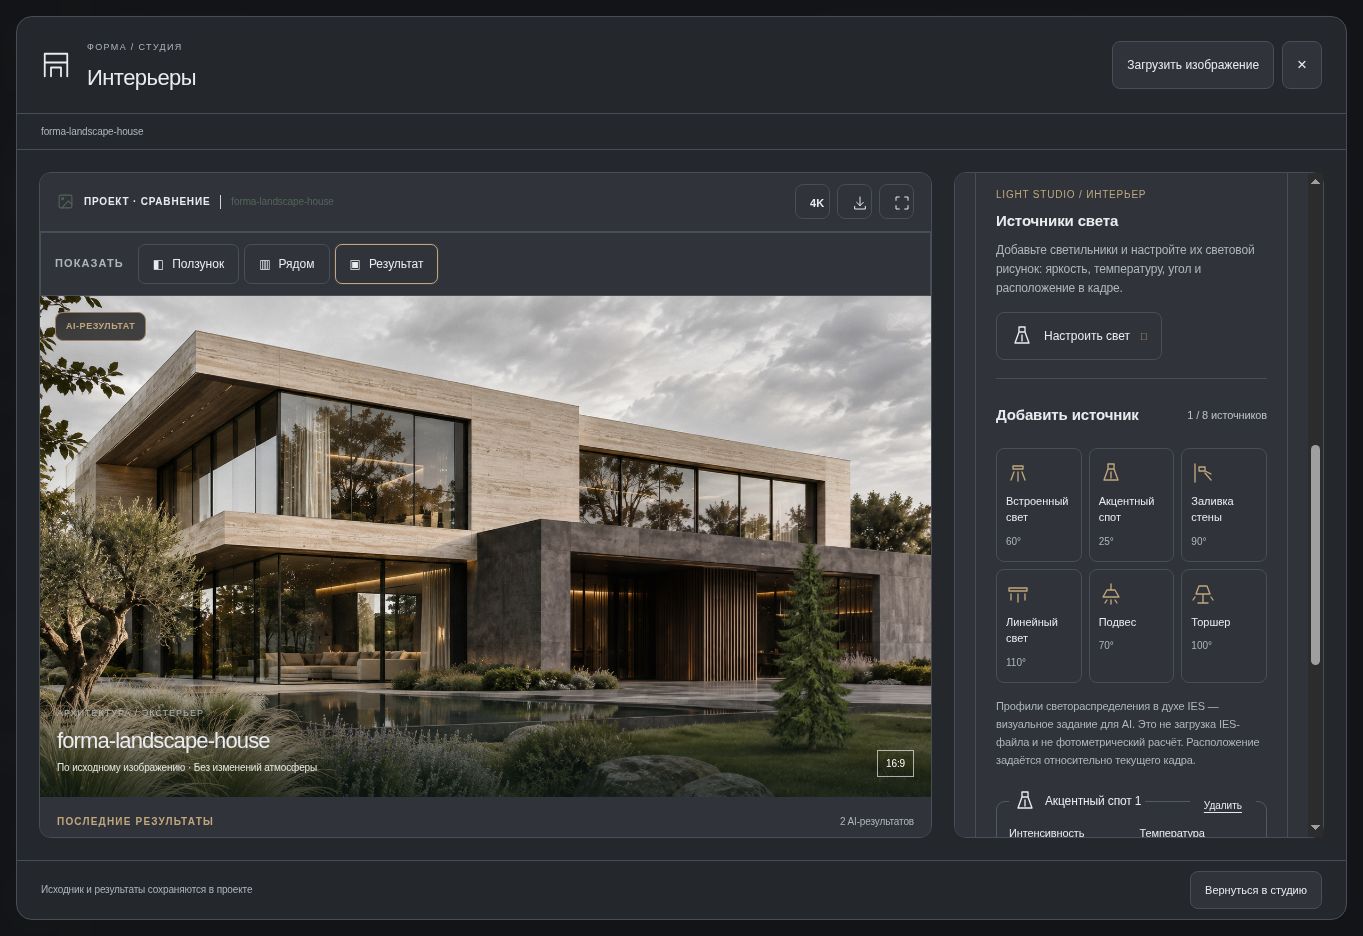 ФОРМА / СТУДИЯ
Интерьеры
Загрузить изображение
×
forma-landscape-house
ПРОЕКТ · СРАВНЕНИЕ
forma-landscape-house
4K
ПОКАЗАТЬ
Ползунок
Рядом
Результат
AI-РЕЗУЛЬТАТ
АРХИТЕКТУРА / ЭКСТЕРЬЕР
forma-landscape-house
По исходному изображению · Без изменений атмосферы
16:9
ПОСЛЕДНИЕ РЕЗУЛЬТАТЫ
2 AI-результатов
LIGHT STUDIO / ИНТЕРЬЕР
Источники света
Добавьте светильники и настройте их световой
рисунок: яркость, температуру, угол и
расположение в кадре.
Настроить свет
Добавить источник
1 / 8 источников
Встроенный
свет
60°
Акцентный
спот
25°
Заливка
стены
90°
Линейный
свет
110°
Подвес
70°
Торшер
100°
Профили светораспределения в духе IES —
визуальное задание для AI. Это не загрузка IES-
файла и не фотометрический расчёт. Расположение
задаётся относительно текущего кадра.
Акцентный спот 1
Удалить
Интенсивность
Температура
Исходник и результаты сохраняются в проекте
Вернуться в студию